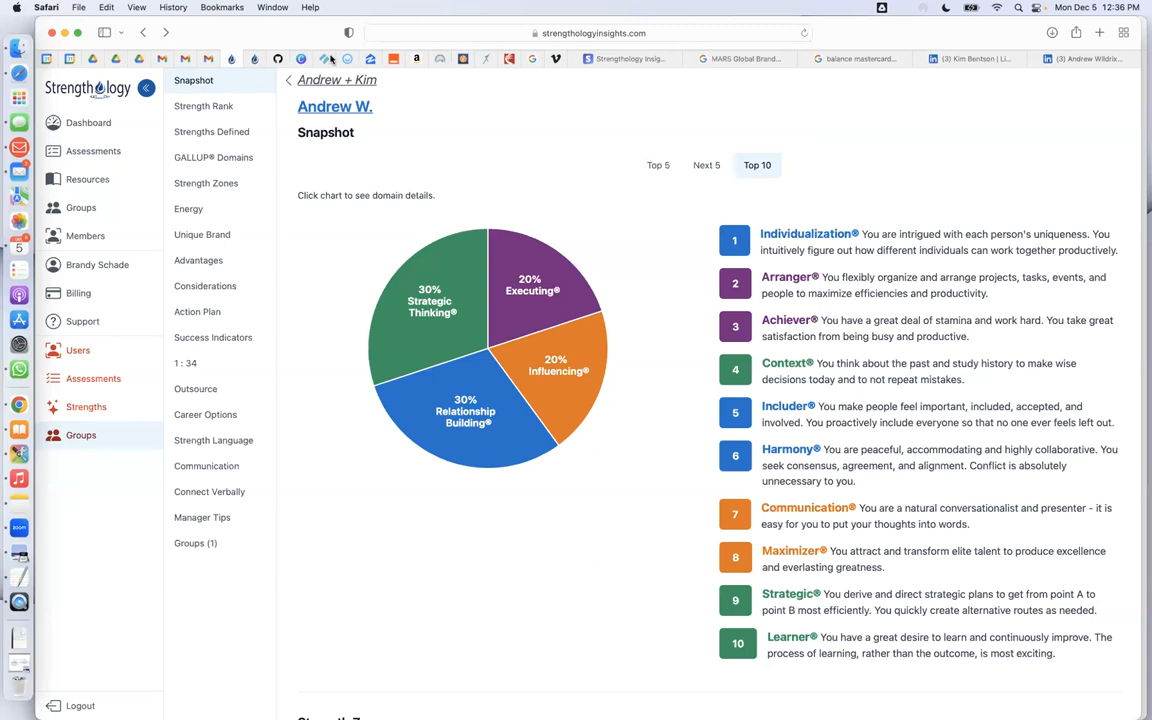 Safari File Edit View History Bookmarks Window Help
Mon Dec 5 12:36 PM
strengthologyinsights.com
Strengthology Insig...
MARS Global Brand...
balance mastercard...
(3) Kim Bentson | Li...
(3) Andrew Wildrix...
5
Strengthology
Dashboard
Assessments
Resources
Groups
Members
Brandy Schade
Billing
Support
Users
Assessments
Strengths
Groups
Logout
Snapshot
Strength Rank
Strengths Defined
GALLUP® Domains
Strength Zones
Energy
Unique Brand
Advantages
Considerations
Action Plan
Success Indicators
1 : 34
Outsource
Career Options
Strength Language
Communication
Connect Verbally
Manager Tips
Groups (1)
Andrew + Kim
Andrew W.
Snapshot
Top 5 Next 5 Top 10
Click chart to see domain details.
20%
Executing®
20%
Influencing®
30%
Relationship
Building®
30%
Strategic
Thinking®
1 Individualization® You are intrigued with each person's uniqueness. You
intuitively figure out how different individuals can work together productively.
2 Arranger® You flexibly organize and arrange projects, tasks, events, and
people to maximize efficiencies and productivity.
3 Achiever® You have a great deal of stamina and work hard. You take great
satisfaction from being busy and productive.
4 Context® You think about the past and study history to make wise
decisions today and to not repeat mistakes.
5 Includer® You make people feel important, included, accepted, and
involved. You proactively include everyone so that no one ever feels left out.
6 Harmony® You are peaceful, accommodating and highly collaborative. You
seek consensus, agreement, and alignment. Conflict is absolutely
unnecessary to you.
7 Communication® You are a natural conversationalist and presenter - it is
easy for you to put your thoughts into words.
8 Maximizer® You attract and transform elite talent to produce excellence
and everlasting greatness.
9 Strategic® You derive and direct strategic plans to get from point A to
point B most efficiently. You quickly create alternative routes as needed.
10 Learner® You have a great desire to learn and continuously improve. The
process of learning, rather than the outcome, is most exciting.